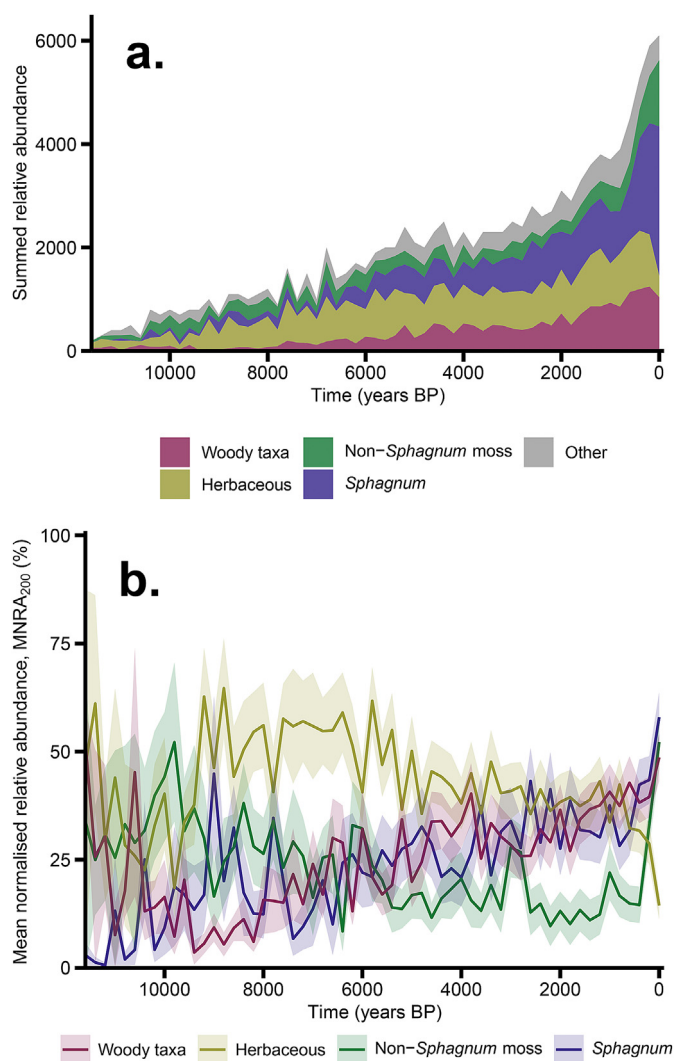 a.
Summed relative abundance
6000
4000
2000
0
10000 8000 6000 4000 2000 0
Time (years BP)
Woody taxa Non−Sphagnum moss Other
Herbaceous Sphagnum
b.
Mean normalised relative abundance, MNRA200 (%)
100
75
50
25
0
10000 8000 6000 4000 2000 0
Time (years BP)
Woody taxa Herbaceous Non−Sphagnum moss Sphagnum